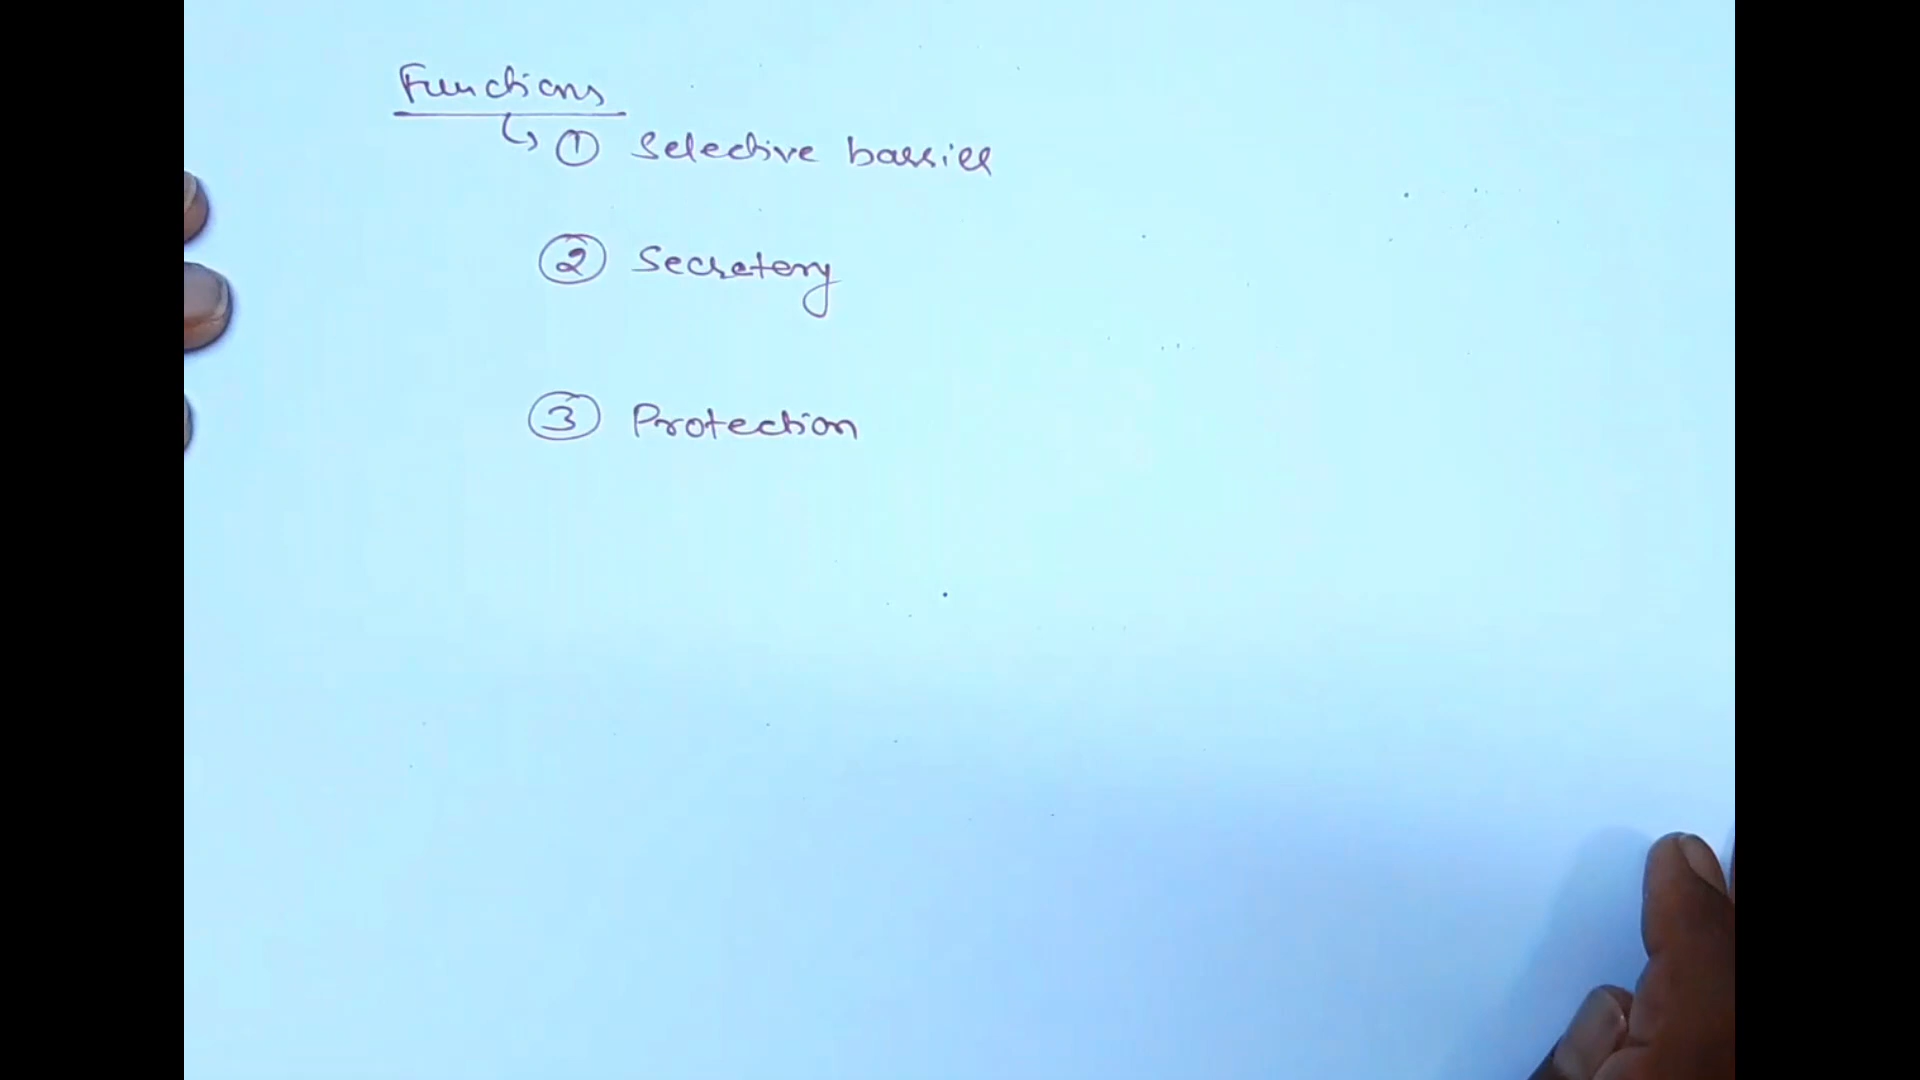 Functions
↳ ① Selective barrier
② Secretory
③ Protection